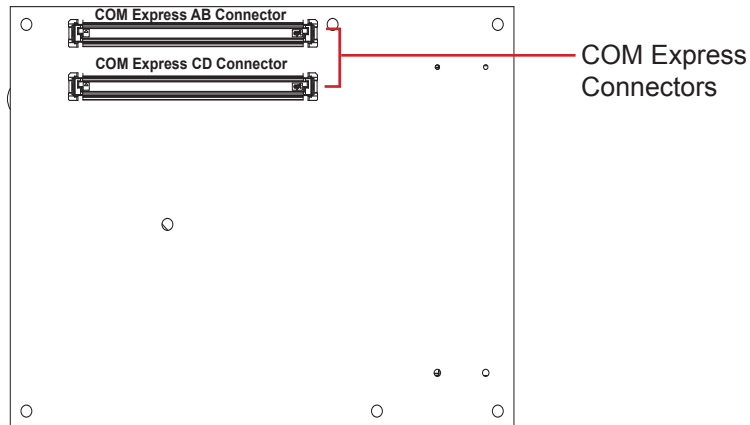 COM Express AB Connector
COM Express CD Connector
COM Express
Connectors